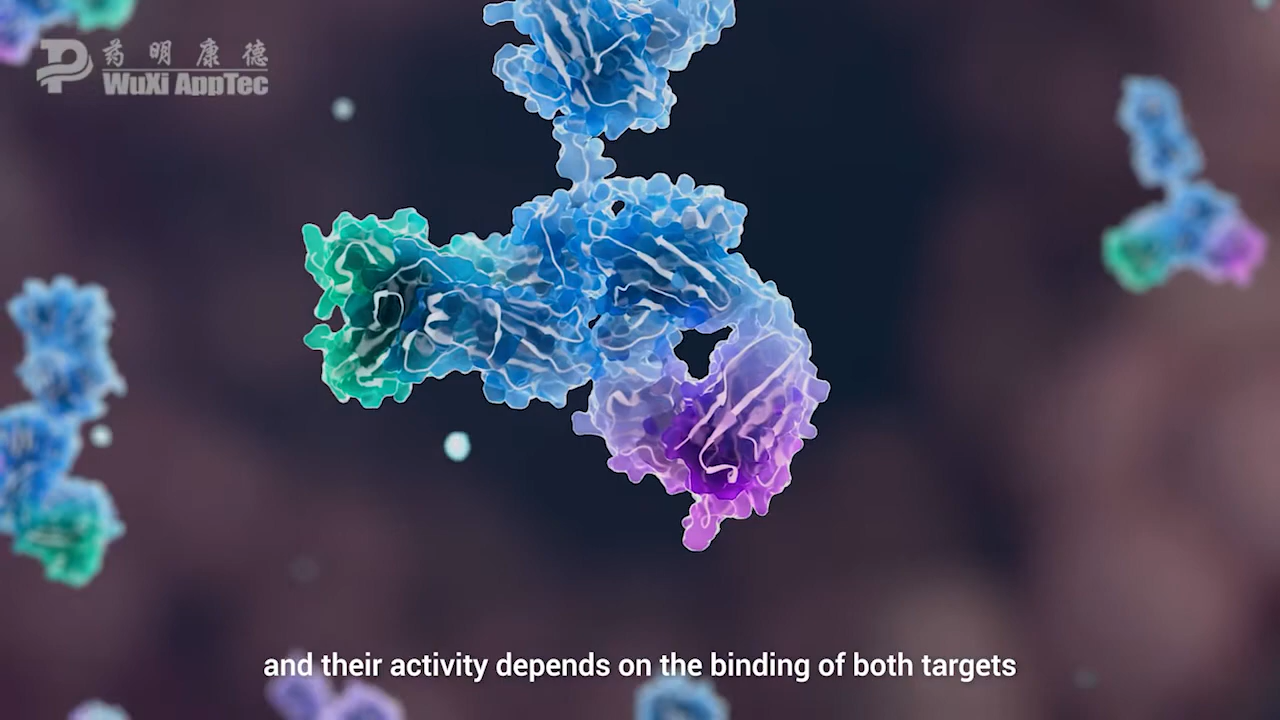 药明康德
WuXi AppTec
and their activity depends on the binding of both targets